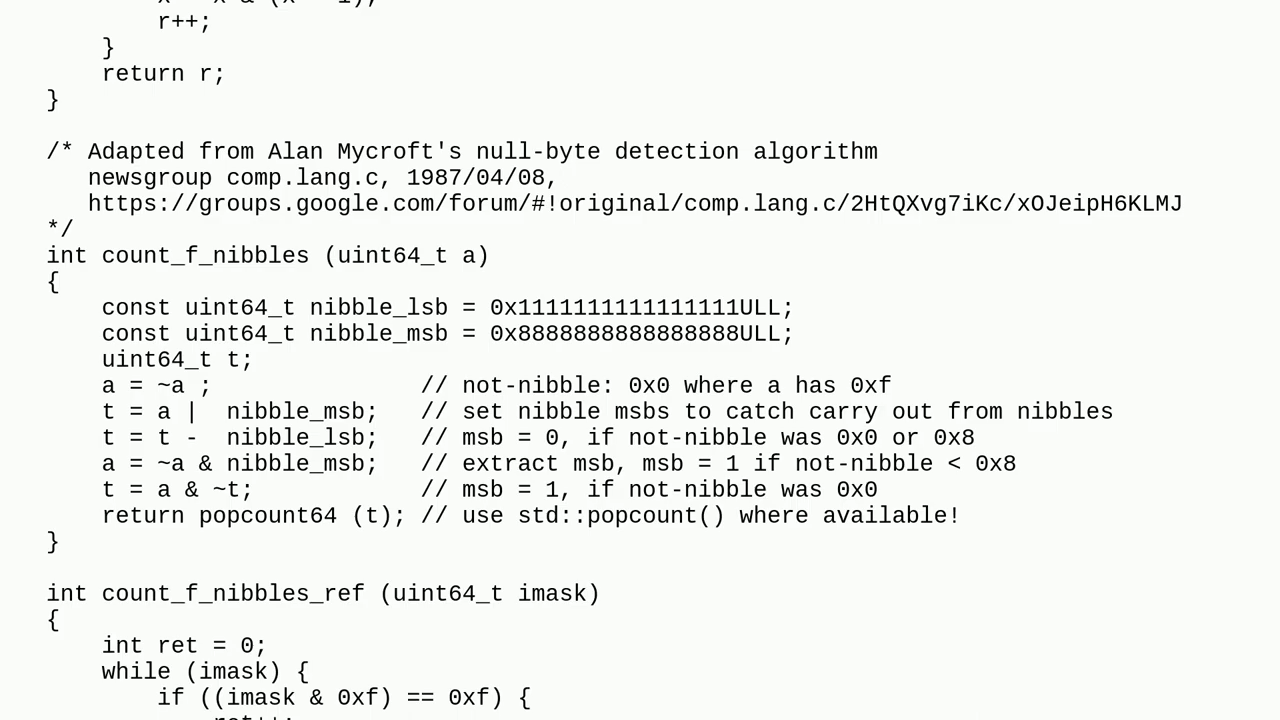 r++;
}
return r;
}
/* Adapted from Alan Mycroft's null-byte detection algorithm
newsgroup comp.lang.c, 1987/04/08,
https://groups.google.com/forum/#!original/comp.lang.c/2HtQXvg7iKc/xOJeipH6KLMJ
*/
int count_f_nibbles (uint64_t a)
{
const uint64_t nibble_lsb = 0x1111111111111111ULL;
const uint64_t nibble_msb = 0x8888888888888888ULL;
uint64_t t;
a = ~a ;               // not-nibble: 0x0 where a has 0xf
t = a |  nibble_msb;   // set nibble msbs to catch carry out from nibbles
t = t -  nibble_lsb;   // msb = 0, if not-nibble was 0x0 or 0x8
a = ~a & nibble_msb;   // extract msb, msb = 1 if not-nibble < 0x8
t = a & ~t;            // msb = 1, if not-nibble was 0x0
return popcount64 (t); // use std::popcount() where available!
}
int count_f_nibbles_ref (uint64_t imask)
{
int ret = 0;
while (imask) {
if ((imask & 0xf) == 0xf) {